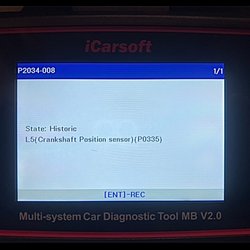 iCarsoft
P2034-008 1/1
State: Historic
L5(Crankshaft Position sensor)(P0335)
[ENT]-REC
Multi-system Car Diagnostic Tool MB V2.0